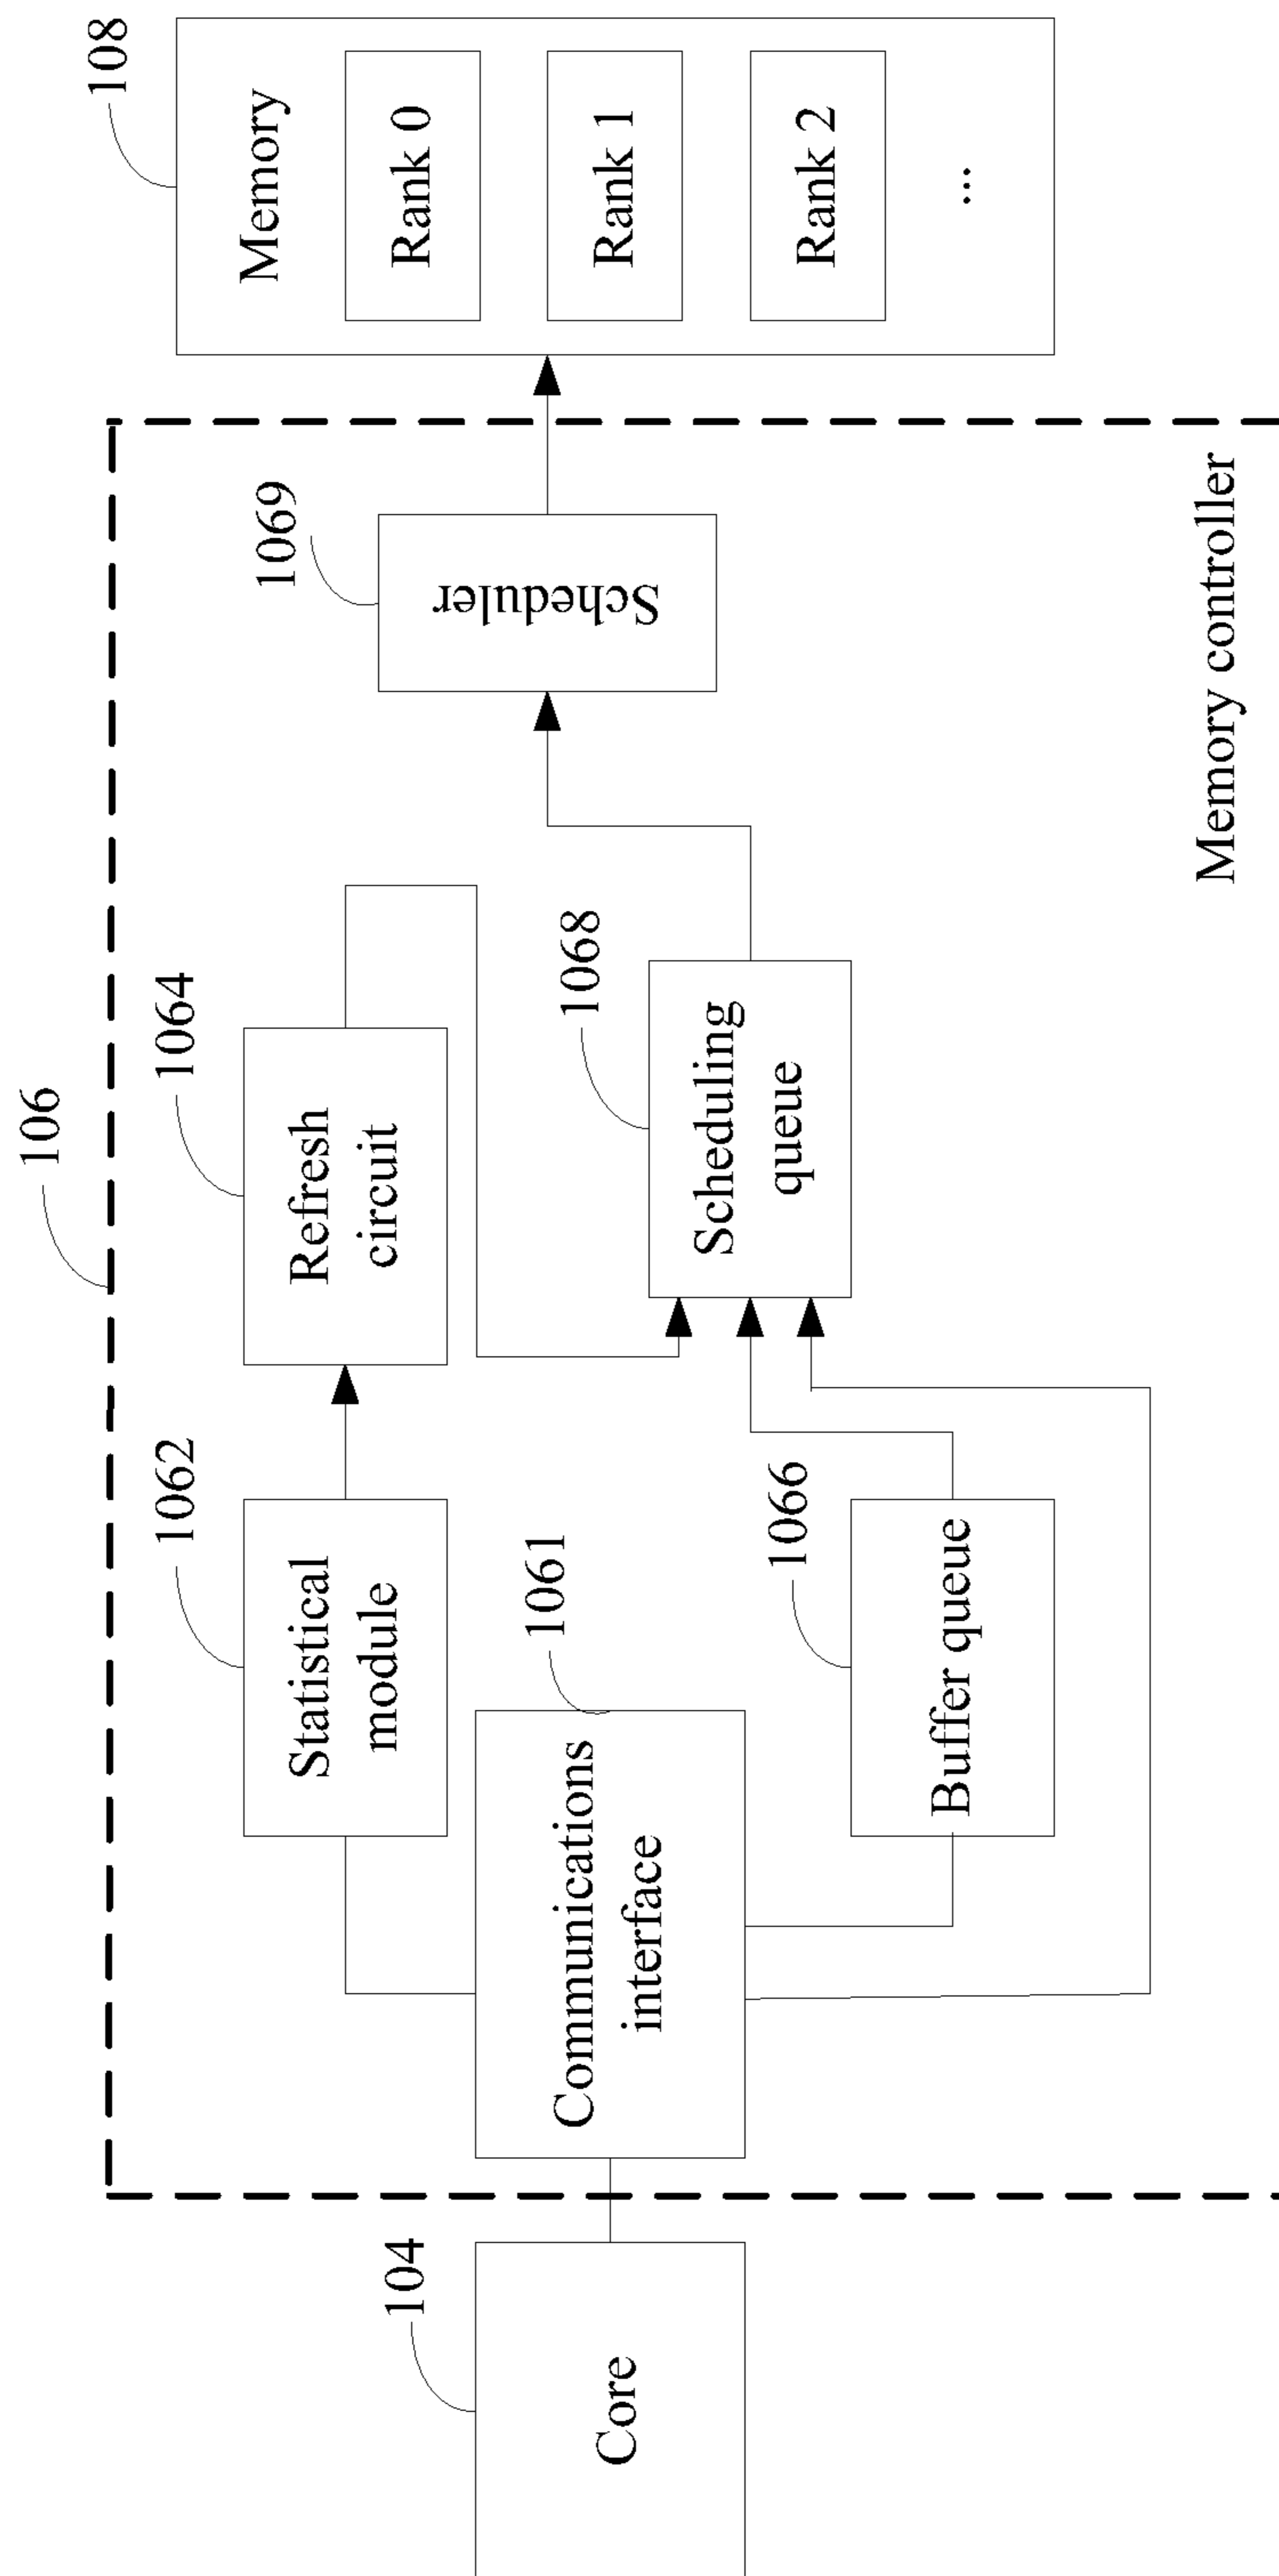 106
108
1062
1064
1069
Statistical
module
Refresh
circuit
Memory
Rank 0
Rank 1
Rank 2
...
104
1061
1068
Scheduler
Core
Communications
interface
Scheduling
queue
1066
Buffer queue
Memory controller